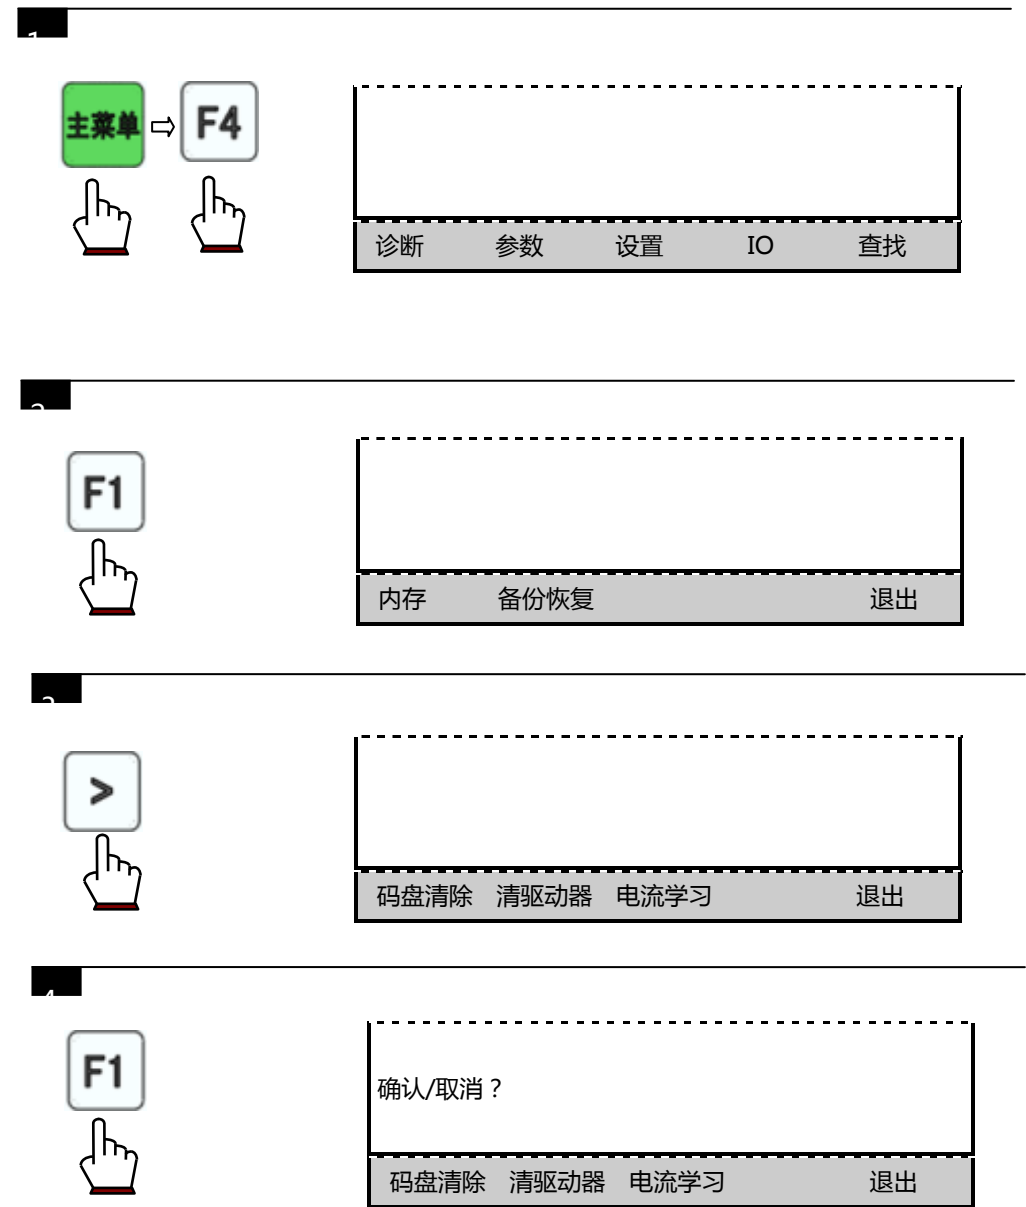 1
主菜单 F4
诊断 参数 设置 IO 查找
F1
内存 备份恢复 退出
>
码盘清除 清驱动器 电流学习 退出
4
F1
确认/取消？
码盘清除 清驱动器 电流学习 退出